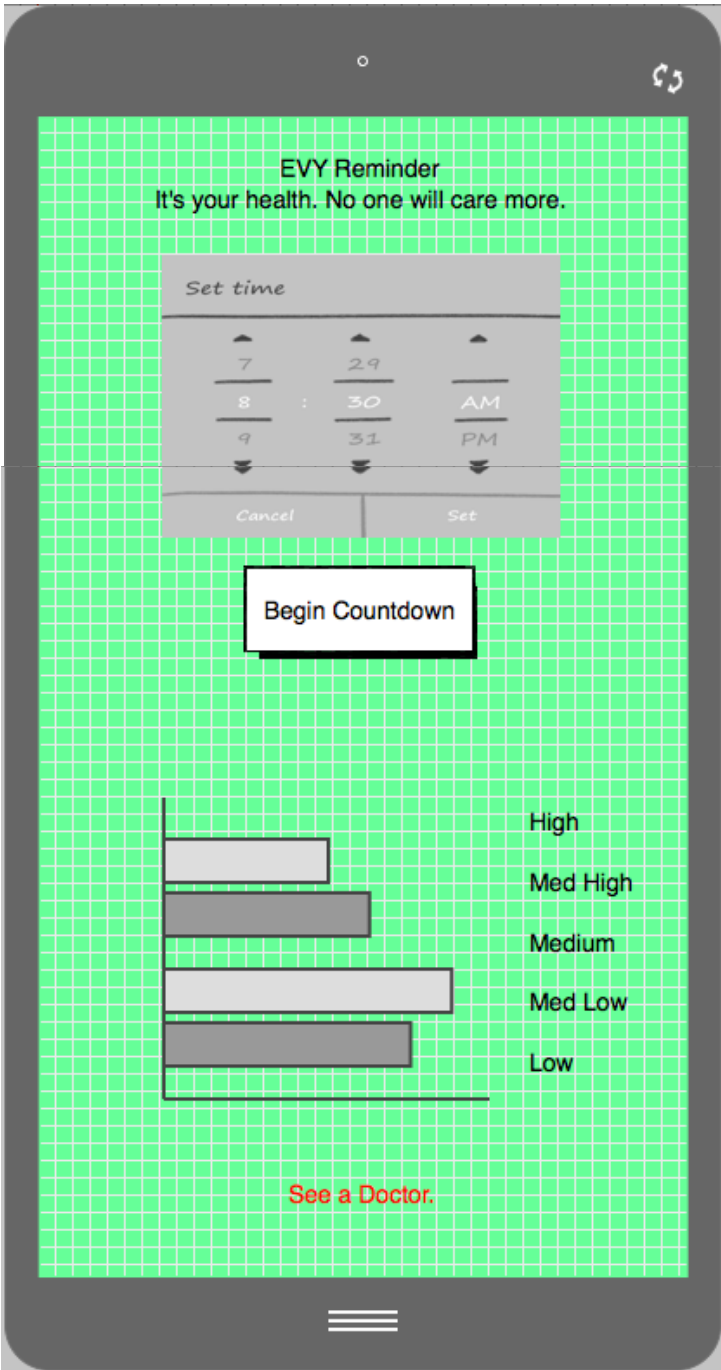 EVY Reminder
It's your health. No one will care more.
Set time
7 29
8 : 30 AM
9 31 PM
Cancel Set
Begin Countdown
High
Med High
Medium
Med Low
Low
See a Doctor.